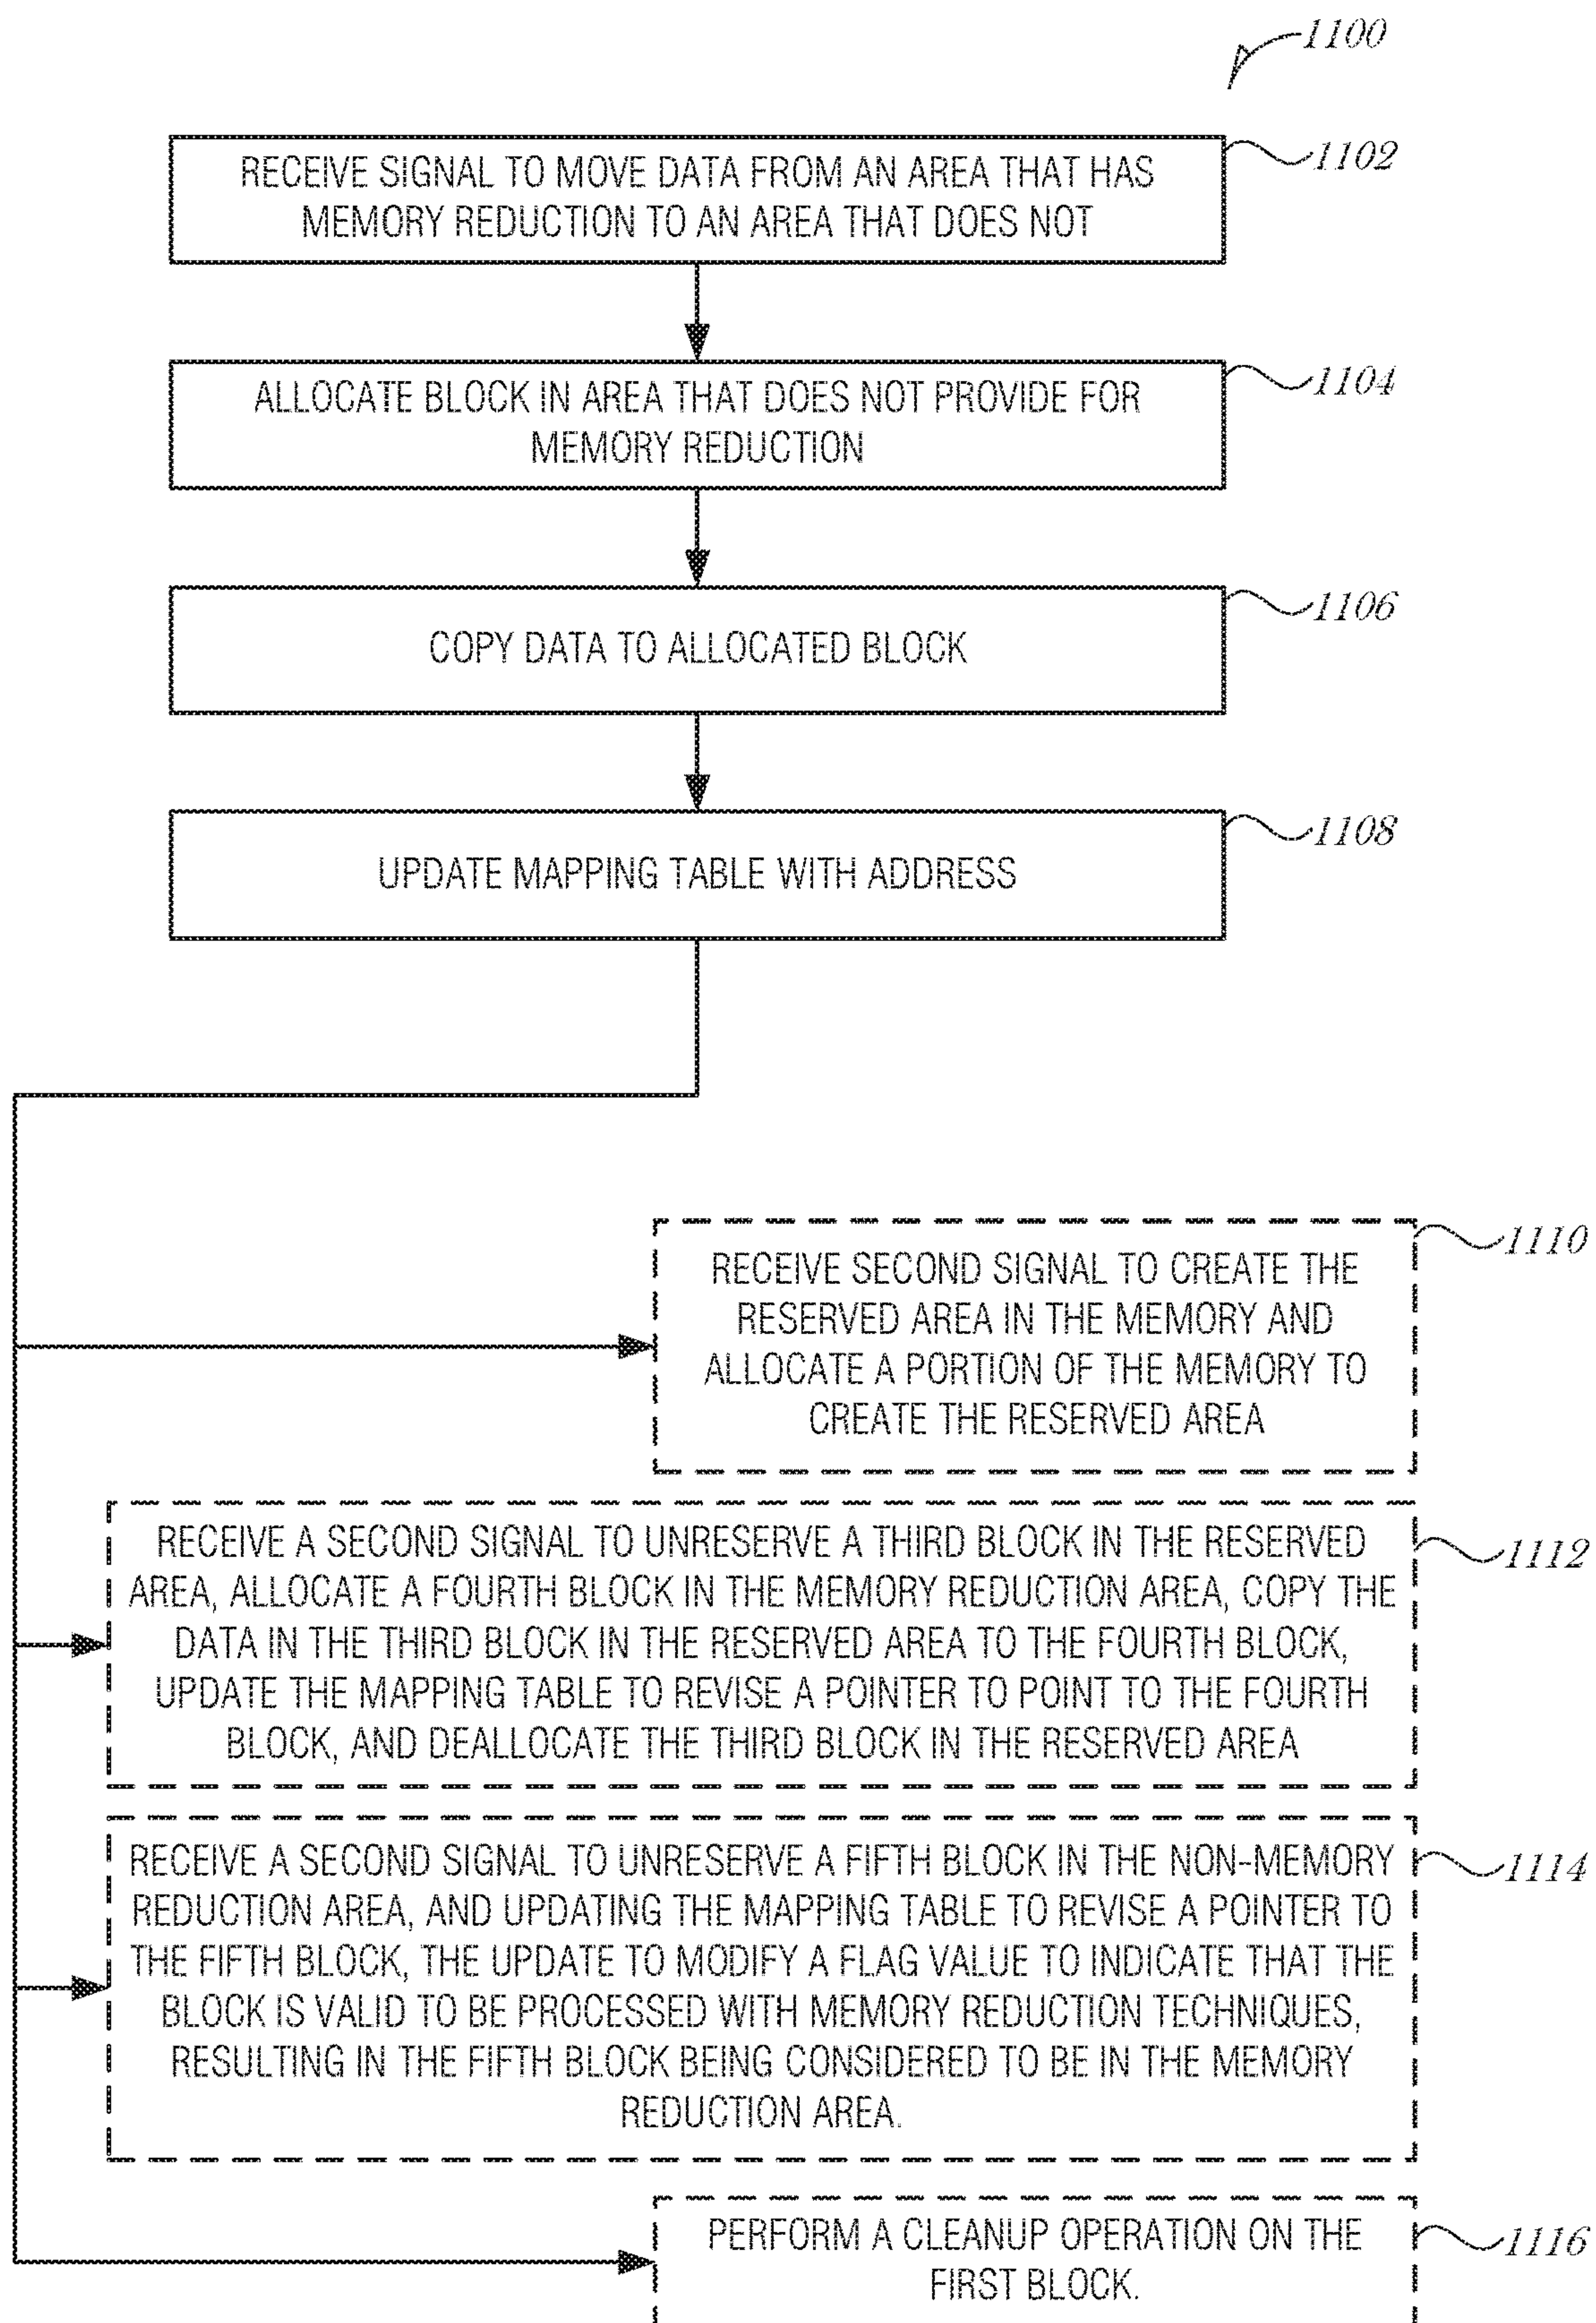 1100
RECEIVE SIGNAL TO MOVE DATA FROM AN AREA THAT HAS
MEMORY REDUCTION TO AN AREA THAT DOES NOT
1102
ALLOCATE BLOCK IN AREA THAT DOES NOT PROVIDE FOR
MEMORY REDUCTION
1104
COPY DATA TO ALLOCATED BLOCK
1106
UPDATE MAPPING TABLE WITH ADDRESS
1108
RECEIVE SECOND SIGNAL TO CREATE THE
RESERVED AREA IN THE MEMORY AND
ALLOCATE A PORTION OF THE MEMORY TO
CREATE THE RESERVED AREA
1110
RECEIVE A SECOND SIGNAL TO UNRESERVE A THIRD BLOCK IN THE RESERVED
AREA, ALLOCATE A FOURTH BLOCK IN THE MEMORY REDUCTION AREA, COPY THE
DATA IN THE THIRD BLOCK IN THE RESERVED AREA TO THE FOURTH BLOCK,
UPDATE THE MAPPING TABLE TO REVISE A POINTER TO POINT TO THE FOURTH
BLOCK, AND DEALLOCATE THE THIRD BLOCK IN THE RESERVED AREA
1112
RECEIVE A SECOND SIGNAL TO UNRESERVE A FIFTH BLOCK IN THE NON-MEMORY
REDUCTION AREA, AND UPDATING THE MAPPING TABLE TO REVISE A POINTER TO
THE FIFTH BLOCK, THE UPDATE TO MODIFY A FLAG VALUE TO INDICATE THAT THE
BLOCK IS VALID TO BE PROCESSED WITH MEMORY REDUCTION TECHNIQUES,
RESULTING IN THE FIFTH BLOCK BEING CONSIDERED TO BE IN THE MEMORY
REDUCTION AREA.
1114
PERFORM A CLEANUP OPERATION ON THE
FIRST BLOCK.
1116